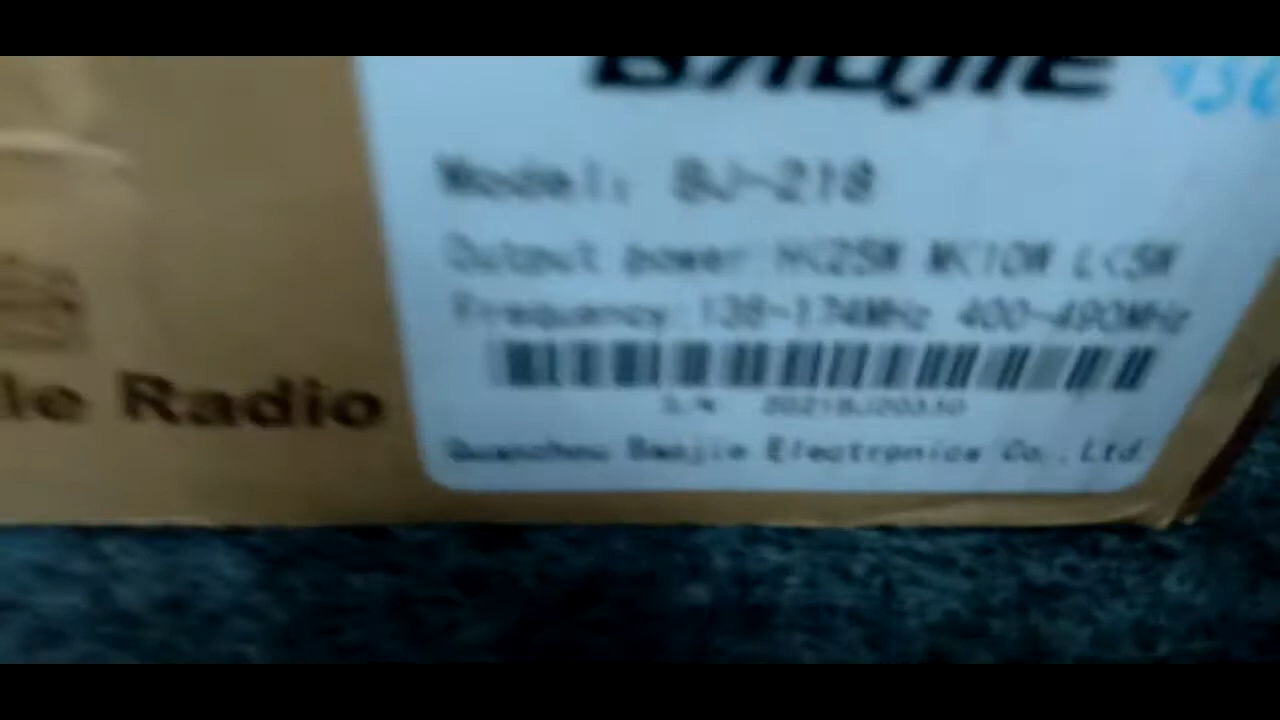 BAOJIE
Model: BJ-218
Output power H<25W M<10W L<5W
Frequency: 136-174MHz 400-490MHz
le Radio
S/N
Quanzhou Baojie Electronics Co., Ltd